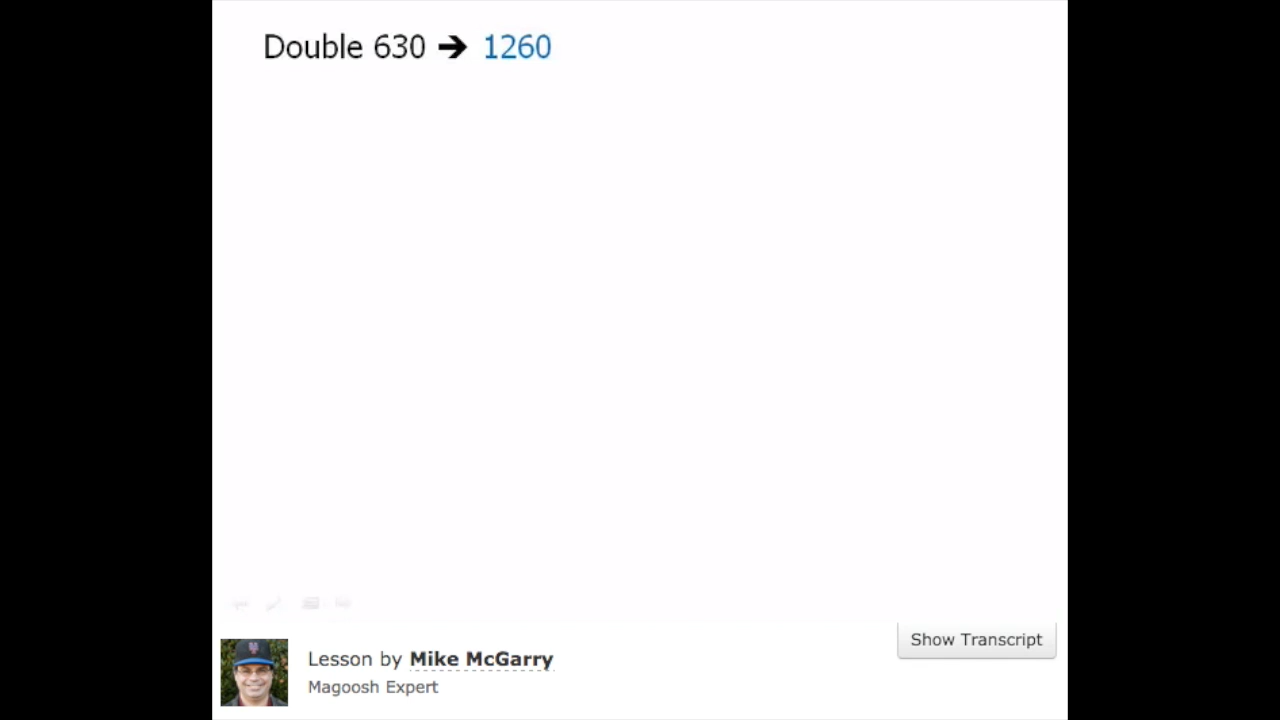 Double 630 ➔ 1260
Show Transcript
Lesson by Mike McGarry
Magoosh Expert